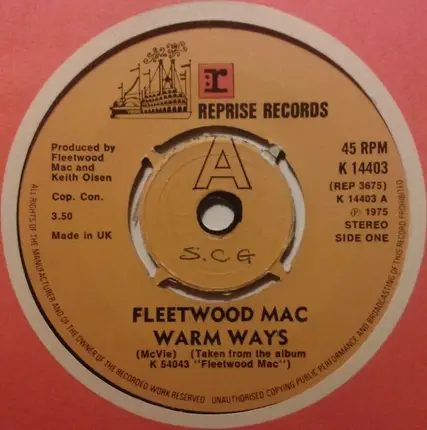 r
REPRISE RECORDS
Produced by
Fleetwood
Mac and
Keith Olsen
Cop. Con.
3.50
Made in UK
A
45 RPM
K 14403
(REP 3675)
K 14403 A
Ⓟ 1975
STEREO
SIDE ONE
S.C.G
FLEETWOOD MAC
WARM WAYS
(McVie) (Taken from the album
K 54043 "Fleetwood Mac")
ALL RIGHTS OF THE MANUFACTURER AND OF THE OWNER OF THE RECORDED WORK RESERVED UNAUTHORISED COPYING PUBLIC PERFORMANCE AND BROADCASTING OF THIS RECORD PROHIBITED